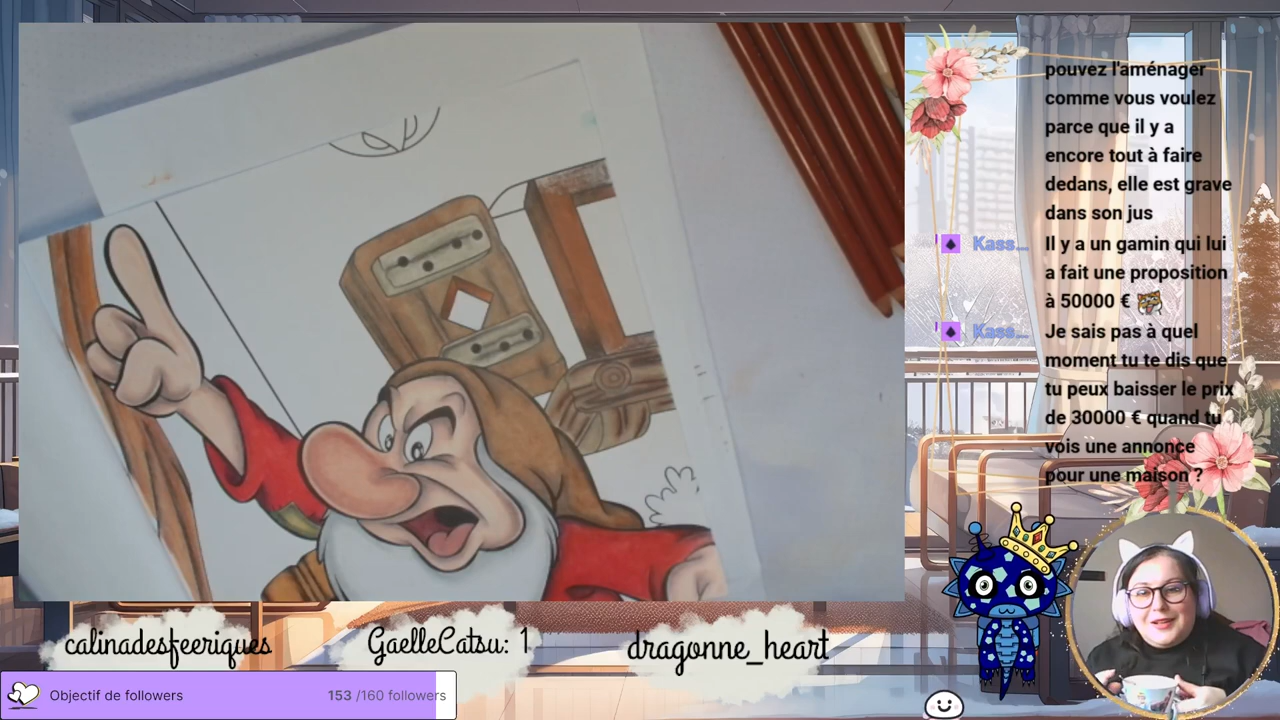 pouvez l'aménager
comme vous voulez
parce que il y a
encore tout à faire
dedans, elle est grave
dans son jus
Kass... Il y a un gamin qui lui
a fait une proposition
à 50000 €
Kass... Je sais pas à quel
moment tu te dis que
tu peux baisser le prix
de 30000 € quand tu
vois une annonce
pour une maison ?
calinadesfeeriques
GaelleCatsu: 1
dragonne_heart
Objectif de followers 153 /160 followers